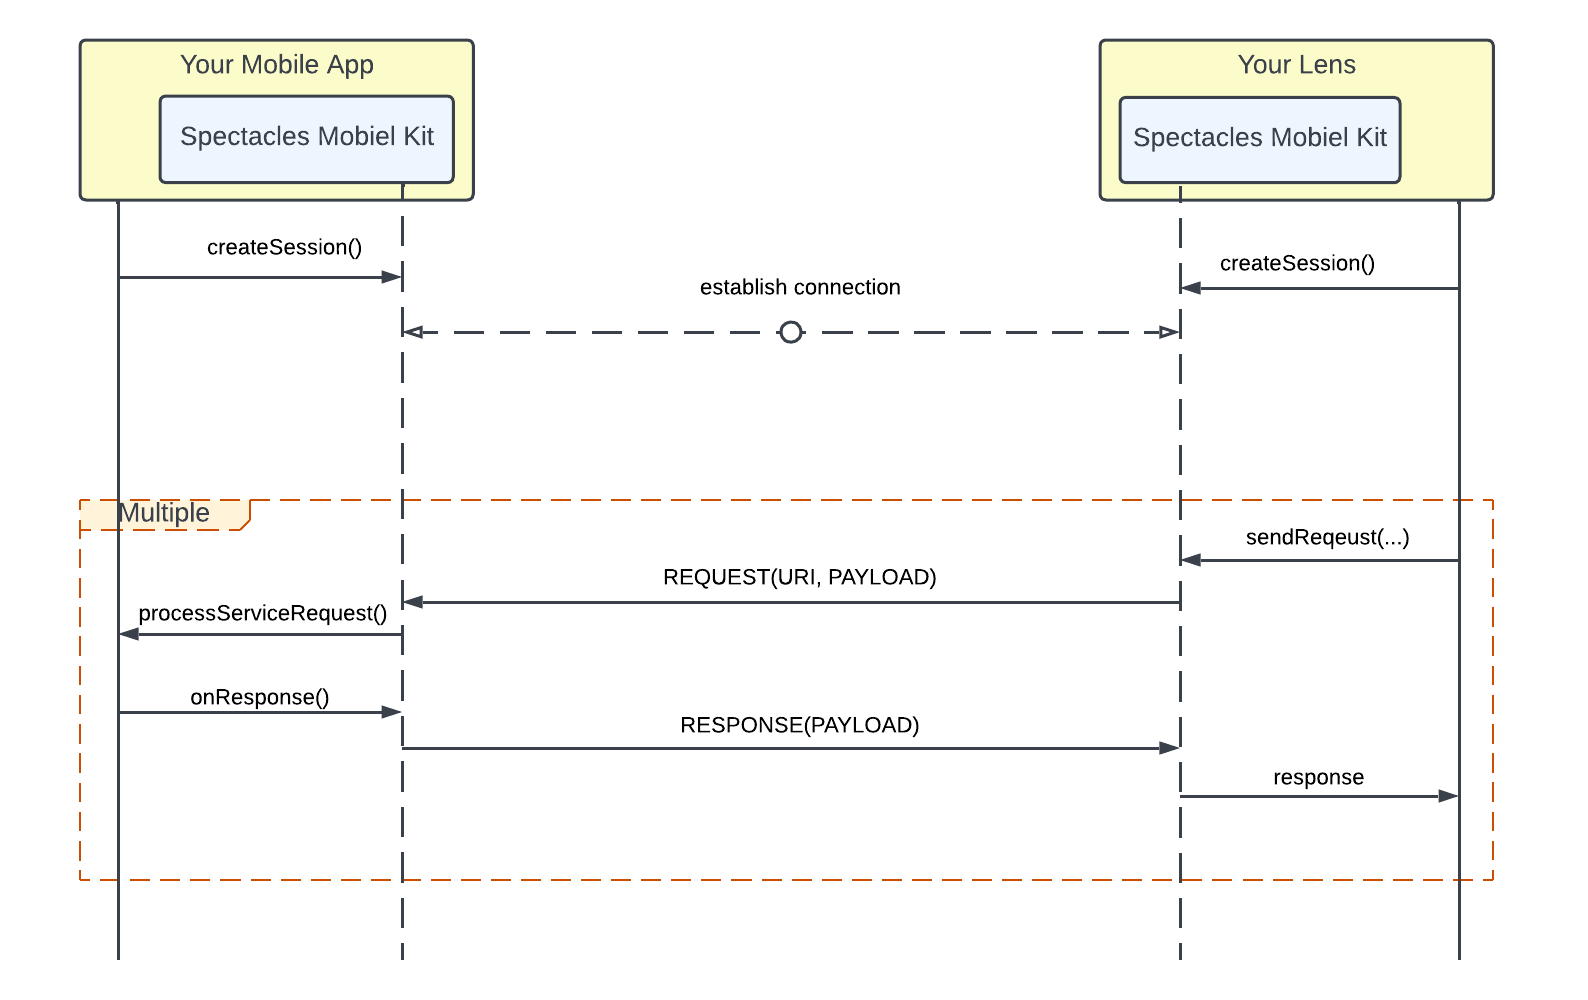 Your Mobile App
Your Lens
Spectacles Mobiel Kit
Spectacles Mobiel Kit
createSession()
createSession()
establish connection
Multiple
sendReqeust(...)
REQUEST(URI, PAYLOAD)
processServiceRequest()
onResponse()
RESPONSE(PAYLOAD)
response